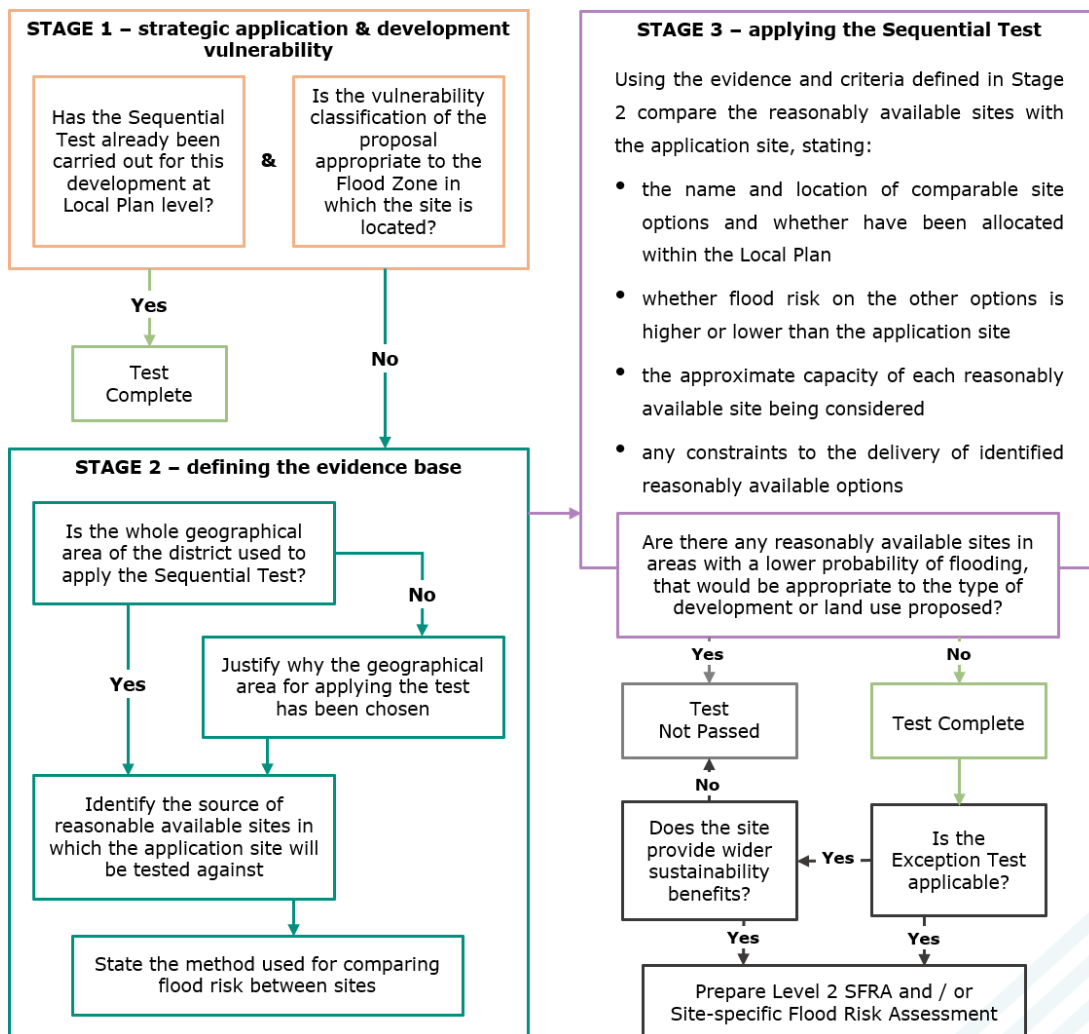 STAGE 1 – strategic application & development
vulnerability
Has the Sequential
Test already been
carried out for this
development at
Local Plan level?
&
Is the vulnerability
classification of the
proposal
appropriate to the
Flood Zone in
which the site is
located?
Yes
Test
Complete
No
STAGE 2 – defining the evidence base
Is the whole geographical
area of the district used to
apply the Sequential Test?
No
Yes
Justify why the geographical
area for applying the test
has been chosen
Identify the source of
reasonable available sites in
which the application site will
be tested against
State the method used for comparing
flood risk between sites
STAGE 3 – applying the Sequential Test
Using the evidence and criteria defined in Stage
2 compare the reasonably available sites with
the application site, stating:
• the name and location of comparable site
options and whether have been allocated
within the Local Plan
• whether flood risk on the other options is
higher or lower than the application site
• the approximate capacity of each reasonably
available site being considered
• any constraints to the delivery of identified
reasonably available options
Are there any reasonably available sites in
areas with a lower probability of flooding,
that would be appropriate to the type of
development or land use proposed?
Yes
No
Test
Not Passed
Test Complete
No
Does the site
provide wider
sustainability
benefits?
Yes
Is the
Exception Test
applicable?
Yes
Yes
Prepare Level 2 SFRA and / or
Site-specific Flood Risk Assessment